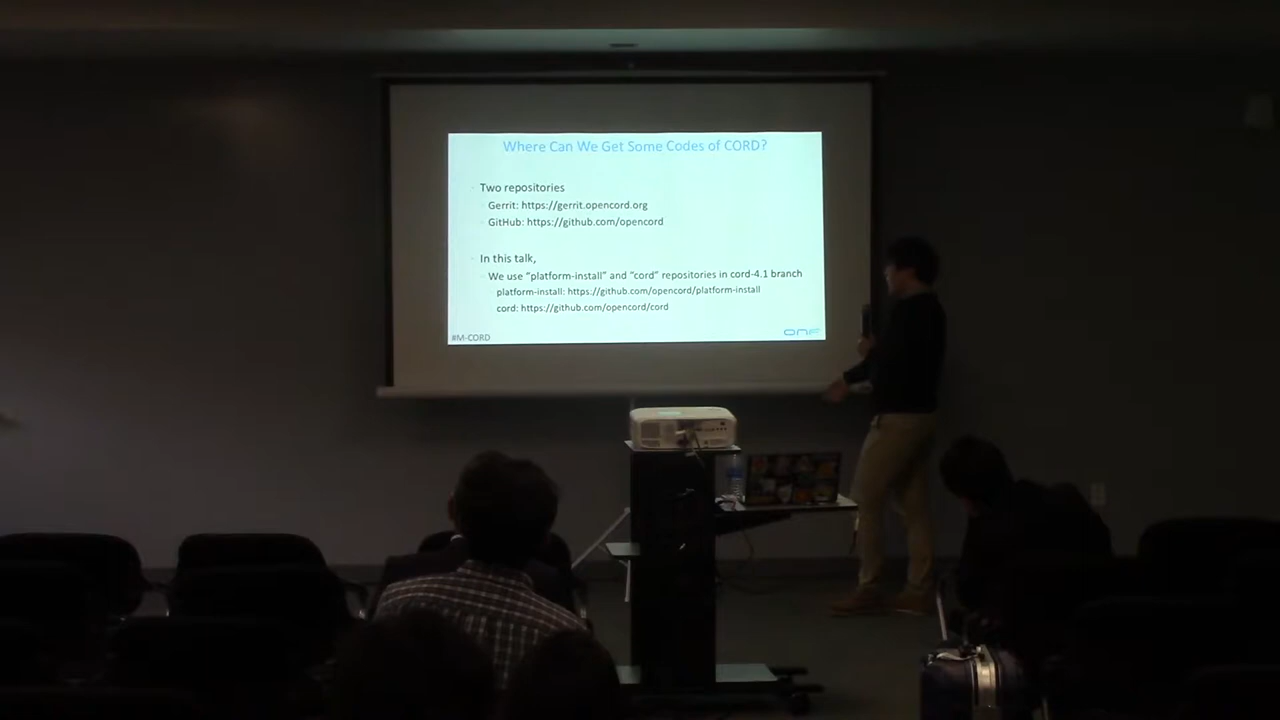 Where Can We Get Some Codes of CORD?
Two repositories
Gerrit: https://gerrit.opencord.org
GitHub: https://github.com/opencord
In this talk,
We use “platform-install” and “cord” repositories in cord-4.1 branch
platform-install: https://github.com/opencord/platform-install
cord: https://github.com/opencord/cord
#M-CORD
ONF